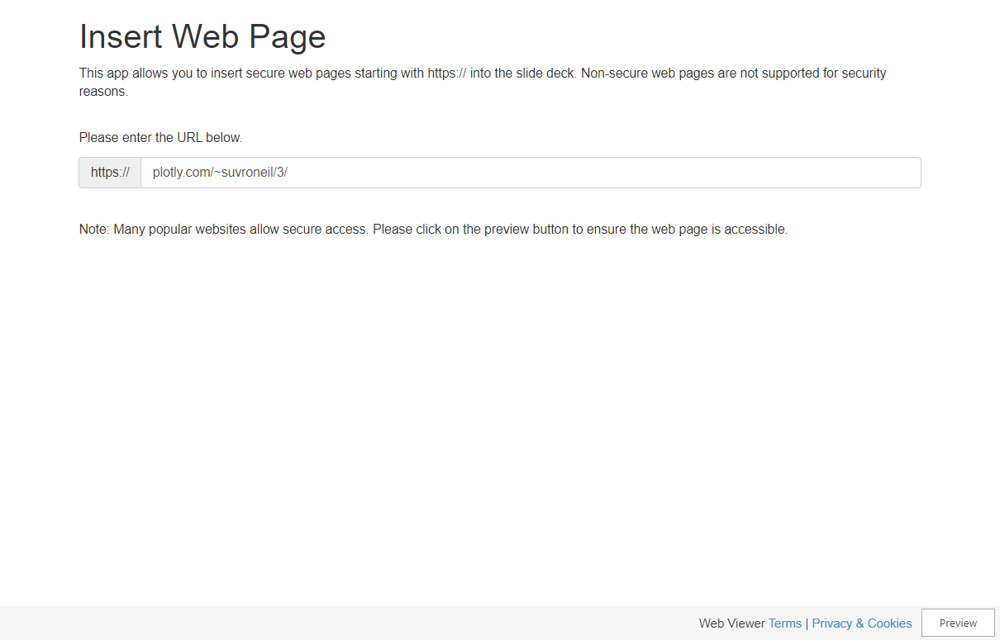 Insert Web Page
This app allows you to insert secure web pages starting with https:// into the slide deck. Non-secure web pages are not supported for security
reasons.
Please enter the URL below.
https:// plotly.com/~suvroneil/3/
Note: Many popular websites allow secure access. Please click on the preview button to ensure the web page is accessible.
Web Viewer Terms | Privacy & Cookies Preview